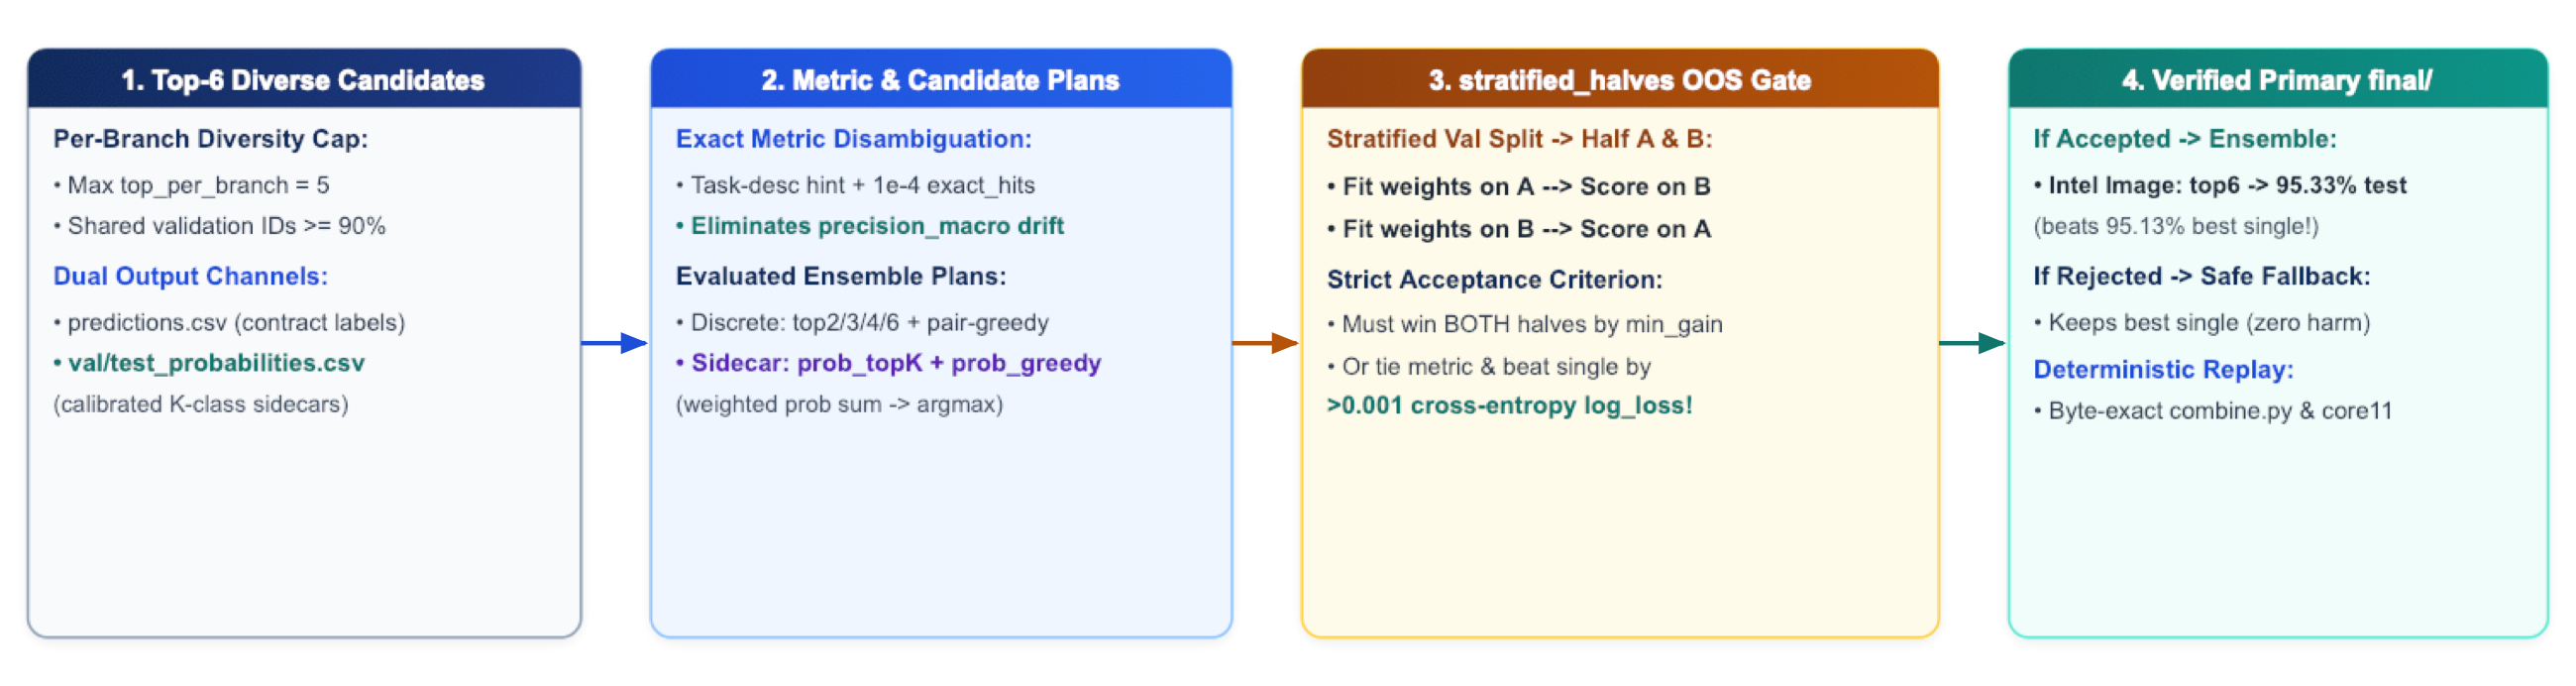 1. Top-6 Diverse Candidates
Per-Branch Diversity Cap:
• Max top_per_branch = 5
• Shared validation IDs >= 90%
Dual Output Channels:
• predictions.csv (contract labels)
• val/test_probabilities.csv
(calibrated K-class sidecars)
2. Metric & Candidate Plans
Exact Metric Disambiguation:
• Task-desc hint + 1e-4 exact_hits
• Eliminates precision_macro drift
Evaluated Ensemble Plans:
• Discrete: top2/3/4/6 + pair-greedy
• Sidecar: prob_topK + prob_greedy
(weighted prob sum -> argmax)
3. stratified_halves OOS Gate
Stratified Val Split -> Half A & B:
• Fit weights on A --> Score on B
• Fit weights on B --> Score on A
Strict Acceptance Criterion:
• Must win BOTH halves by min_gain
• Or tie metric & beat single by
>0.001 cross-entropy log_loss!
4. Verified Primary final/
If Accepted -> Ensemble:
• Intel Image: top6 -> 95.33% test
(beats 95.13% best single!)
If Rejected -> Safe Fallback:
• Keeps best single (zero harm)
Deterministic Replay:
• Byte-exact combine.py & core11